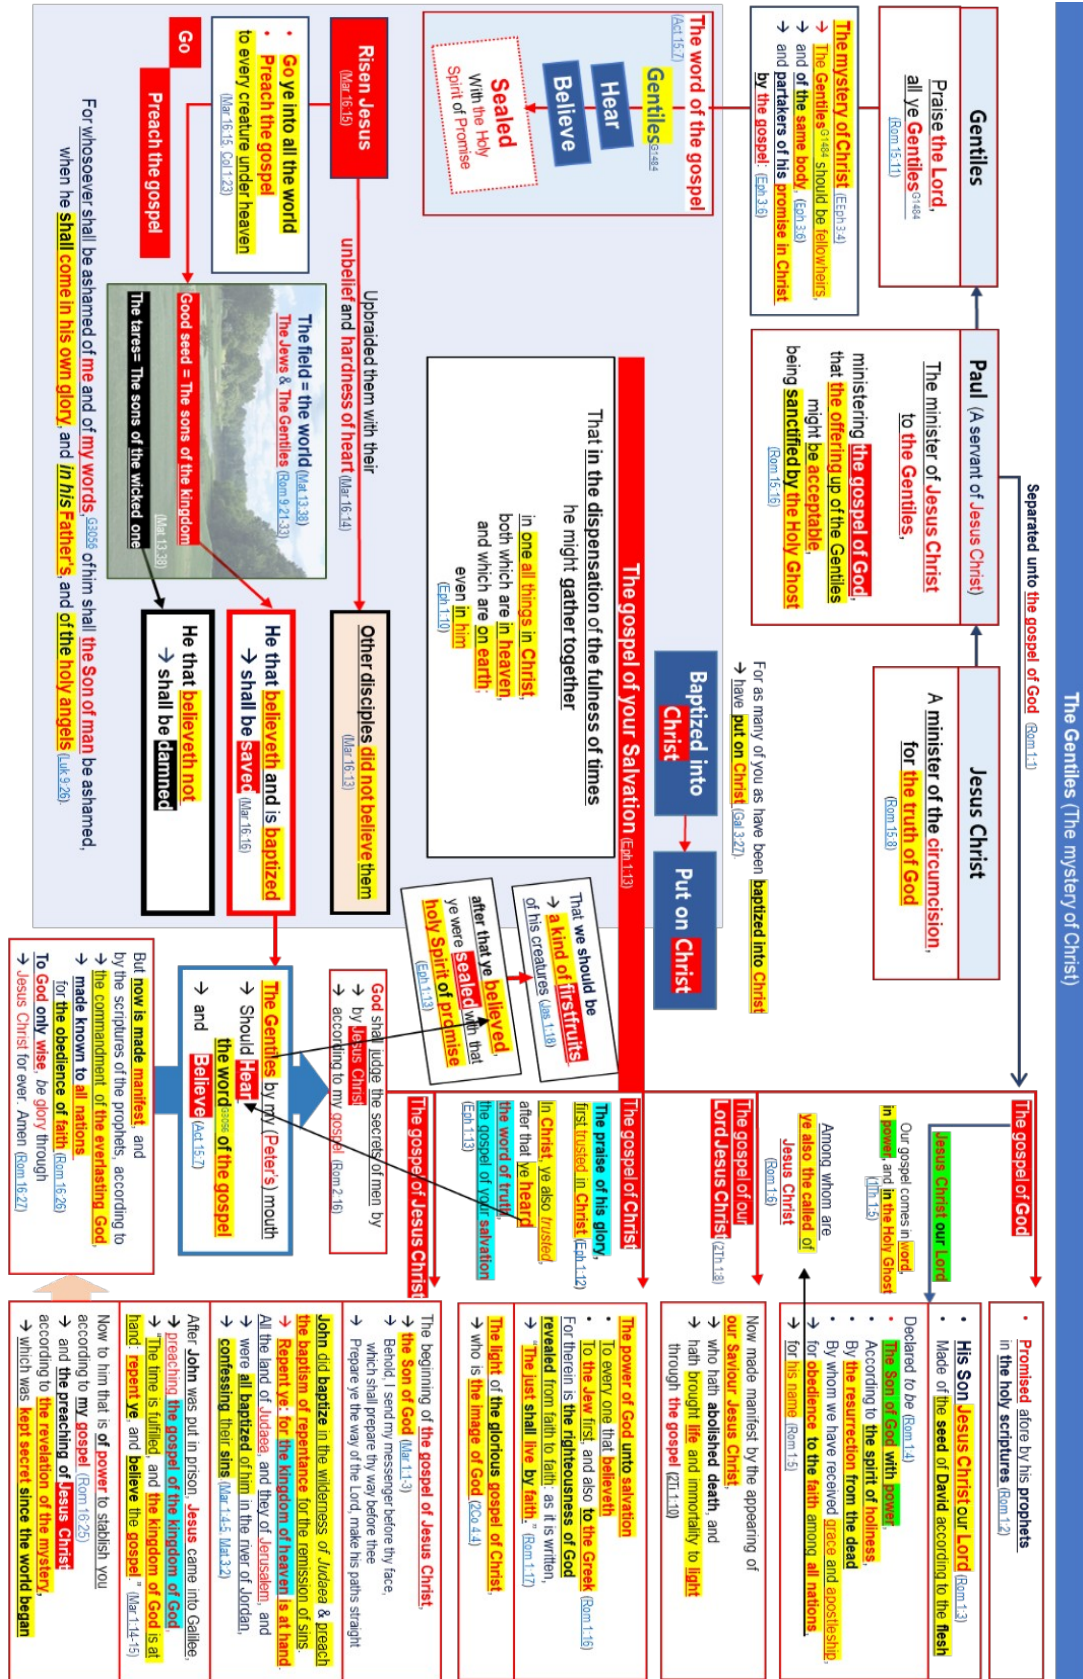 The Gentiles (The mystery of Christ)
Gentiles
Praise the Lord,
all ye Gentiles G1484
(Rom 15:11)
Paul (A servant of Jesus Christ)
The minister of Jesus Christ
to the Gentiles,
ministering the gospel of God,
that the offering up of the Gentiles
might be acceptable,
being sanctified by the Holy Ghost
(Rom 15:16)
Jesus Christ
A minister of the circumcision,
for the truth of God
(Rom 15:8)
Separated unto the gospel of God (Rom 1:1)
The mystery of Christ (EEph 3:4)
→ The Gentiles G1484 should be fellowheirs,
→ and of the same body, (Eph 3:6)
→ and partakers of his promise in Christ
by the gospel: (Eph 3:6)
The word of the gospel
(Act 15:7)
Gentiles G1484
Hear
Believe
Sealed
With the Holy
Spirit of Promise
For as many of you as have been baptized into Christ
→ have put on Christ (Gal 3:27).
Baptized into
Christ
Put on Christ
The gospel of your Salvation (Eph 1:13)
That in the dispensation of the fulness of times
he might gather together
in one all things in Christ,
both which are in heaven,
and which are on earth;
even in him
(Eph 1:10)
That we should be
→ a kind of firstfruits
of his creatures (Jas 1:18)
after that ye believed,
ye were sealed with that
holy Spirit of promise
(Eph 1:13)
Risen Jesus
(Mar 16:15)
• Go ye into all the world
• Preach the gospel
to every creature under heaven
(Mar 16:15, Col 1:23)
Go
Preach the gospel
Upbraided them with their
unbelief and hardness of heart (Mar 16:14)
Other disciples did not believe them
(Mar 16:13)
The field = the world (Mat 13:38)
The Jews & The Gentiles (Rom 9:21-33)
Good seed = The sons of the kingdom
The tares= The sons of the wicked one
(Mat 13:38)
He that believeth and is baptized
→ shall be saved (Mar 16:16)
He that believeth not
→ shall be damned
For whosoever shall be ashamed of me and of my words, G3056 of him shall the Son of man be ashamed,
when he shall come in his own glory, and in his Father's, and of the holy angels (Luk 9:26).
The gospel of God
• Promised afore by his prophets
in the holy scriptures (Rom 1:2)
Jesus Christ our Lord
• His Son Jesus Christ our Lord (Rom 1:3)
• Made of the seed of David according to the flesh
Declared to be (Rom 1:4)
• The Son of God with power,
• According to the spirit of holiness,
• By the resurrection from the dead
• By whom we have received grace and apostleship,
→ for obedience to the faith among all nations
→ for his name (Rom 1:5)
Our gospel comes in word,
in power, and in the Holy Ghost
(1Th 1:5)
Among whom are
ye also the called of
Jesus Christ
(Rom 1:6)
The gospel of our
Lord Jesus Christ (2Th 1:8)
Now made manifest by the appearing of
our Saviour Jesus Christ,
who hath abolished death, and
hath brought life and immortality to light
through the gospel (2Ti 1:10)
The gospel of Christ
The praise of his glory,
first trusted in Christ (Eph 1:12)
In Christ, ye also trusted,
after that ye heard
the word of truth,
the gospel of your salvation
(Eph 1:13)
The power of God unto salvation
• To every one that believeth
• To the Jew first, and also to the Greek (Rom 1:16)
For therein is the righteousness of God
revealed from faith to faith: as it is written,
→ "The just shall live by faith." (Rom 1:17)
The light of the glorious gospel of Christ,
→ who is the image of God (2Co 4:4)
The gospel of Jesus Christ
The beginning of the gospel of Jesus Christ,
→ the Son of God (Mar 1:1-3)
→ Behold, I send my messenger before thy face,
which shall prepare thy way before thee
→ Prepare ye the way of the Lord, make his paths straight
John did baptize in the wilderness of Judaea & preach
the baptism of repentance for the remission of sins.
→ Repent ye: for the kingdom of heaven is at hand.
All the land of Judaea and they of Jerusalem, and
→ were all baptized of him in the river of Jordan,
→ confessing their sins (Mar 1:4-5, Mat 3:2)
After John was put in prison, Jesus came into Galilee,
→ preaching the gospel of the kingdom of God,
→ "The time is fulfilled, and the kingdom of God is at
hand: repent ye, and believe the gospel." (Mar 1:14-15)
Now to him that is of power to stablish you
according to my gospel (Rom 16:25)
→ and the preaching of Jesus Christ
according to the revelation of the mystery,
→ which was kept secret since the world began
God shall judge the secrets of men by
→ by Jesus Christ
→ according to my gospel (Rom 2:16)
The Gentiles by my (Peter's) mouth
→ Should Hear
the word G3056 of the gospel
→ and Believe (Act 15:7)
But now is made manifest, and
by the scriptures of the prophets, according to
→ the commandment of the everlasting God,
→ made known to all nations
for the obedience of faith (Rom 16:26)
To God only wise, be glory through
→ Jesus Christ for ever. Amen (Rom 16:27)